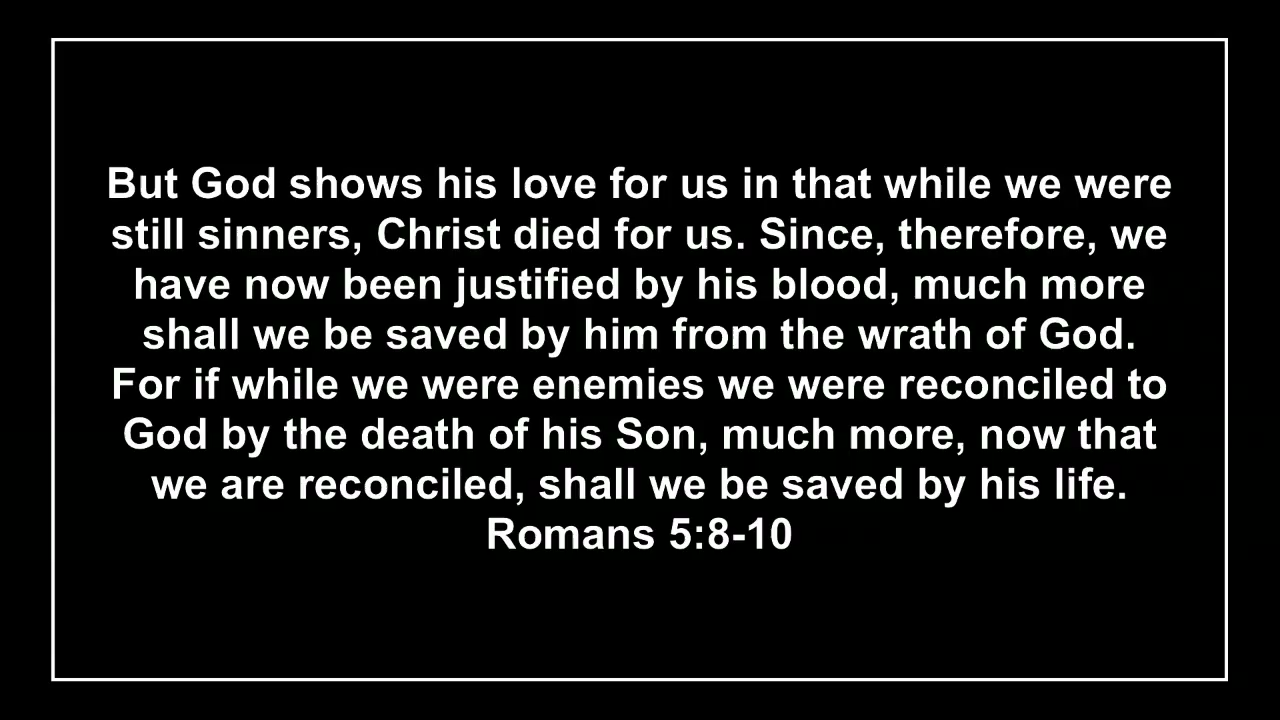 But God shows his love for us in that while we were
still sinners, Christ died for us. Since, therefore, we
have now been justified by his blood, much more
shall we be saved by him from the wrath of God.
For if while we were enemies we were reconciled to
God by the death of his Son, much more, now that
we are reconciled, shall we be saved by his life.
Romans 5:8-10